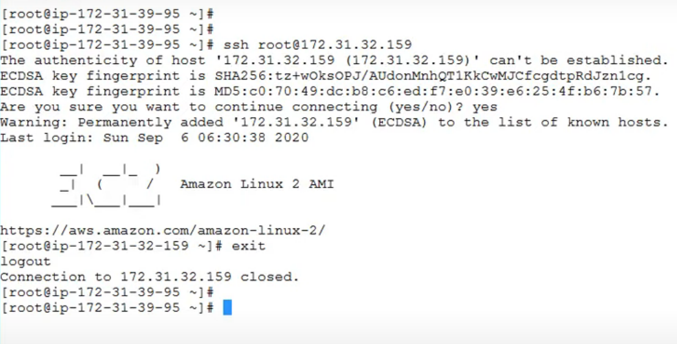 [root@ip-172-31-39-95 ~]#
[root@ip-172-31-39-95 ~]#
[root@ip-172-31-39-95 ~]# ssh root@172.31.32.159
The authenticity of host '172.31.32.159 (172.31.32.159)' can't be established.
ECDSA key fingerprint is SHA256:tz+wOksOPJ/AUdonMnhQT1KkCwMJCfcgdtpRdJzn1cg.
ECDSA key fingerprint is MD5:c0:70:49:dc:b8:c6:ed:f7:e0:39:e6:25:4f:b6:7b:57.
Are you sure you want to continue connecting (yes/no)? yes
Warning: Permanently added '172.31.32.159' (ECDSA) to the list of known hosts.
Last login: Sun Sep  6 06:30:38 2020
       __|  __|_  )
       _|  (     /   Amazon Linux 2 AMI
      ___|\___|___|
https://aws.amazon.com/amazon-linux-2/
[root@ip-172-31-32-159 ~]# exit
logout
Connection to 172.31.32.159 closed.
[root@ip-172-31-39-95 ~]#
[root@ip-172-31-39-95 ~]#